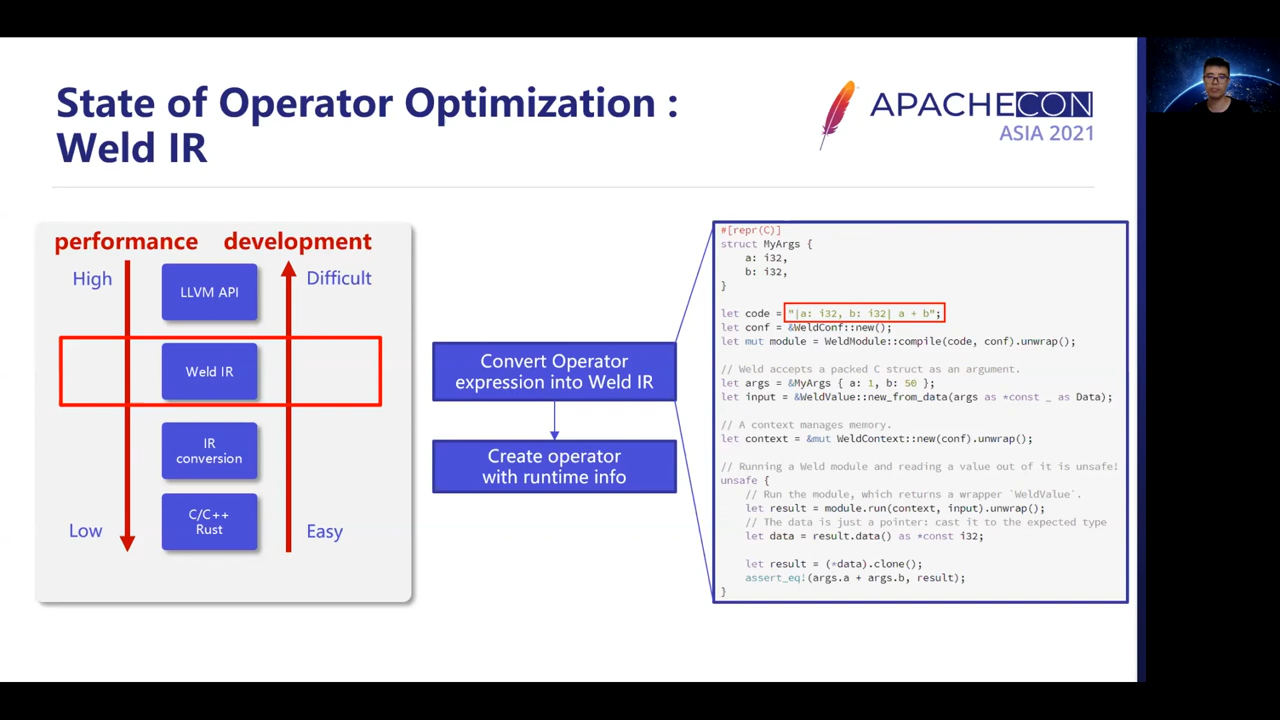 State of Operator Optimization :
Weld IR
APACHECON
ASIA 2021
performance development
High
Difficult
LLVM API
Weld IR
IR
conversion
C/C++
Rust
Low
Easy
Convert Operator
expression into Weld IR
Create operator
with runtime info
#[repr(C)]
struct MyArgs {
a: i32,
b: i32,
}
let code = "|a: i32, b: i32| a + b";
let conf = &WeldConf::new();
let mut module = WeldModule::compile(code, conf).unwrap();
// Weld accepts a packed C struct as an argument.
let args = &MyArgs { a: 1, b: 50 };
let input = &WeldValue::new_from_data(args as *const _ as Data);
// A context manages memory.
let context = &mut WeldContext::new(conf).unwrap();
// Running a Weld module and reading a value out of it is unsafe!
unsafe {
// Run the module, which returns a wrapper `WeldValue`.
let result = module.run(context, input).unwrap();
// The data is just a pointer: cast it to the expected type
let data = result.data() as *const i32;
let result = (*data).clone();
assert_eq!(args.a + args.b, result);
}